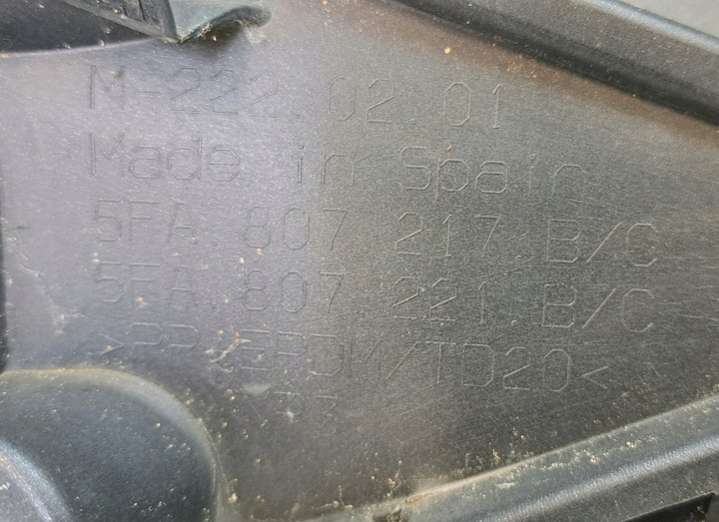 M-222.02.01
Made in Spain
5FA.807 217.B/C
5FA.807.221.B/C
>PP+EPDM/TD20<